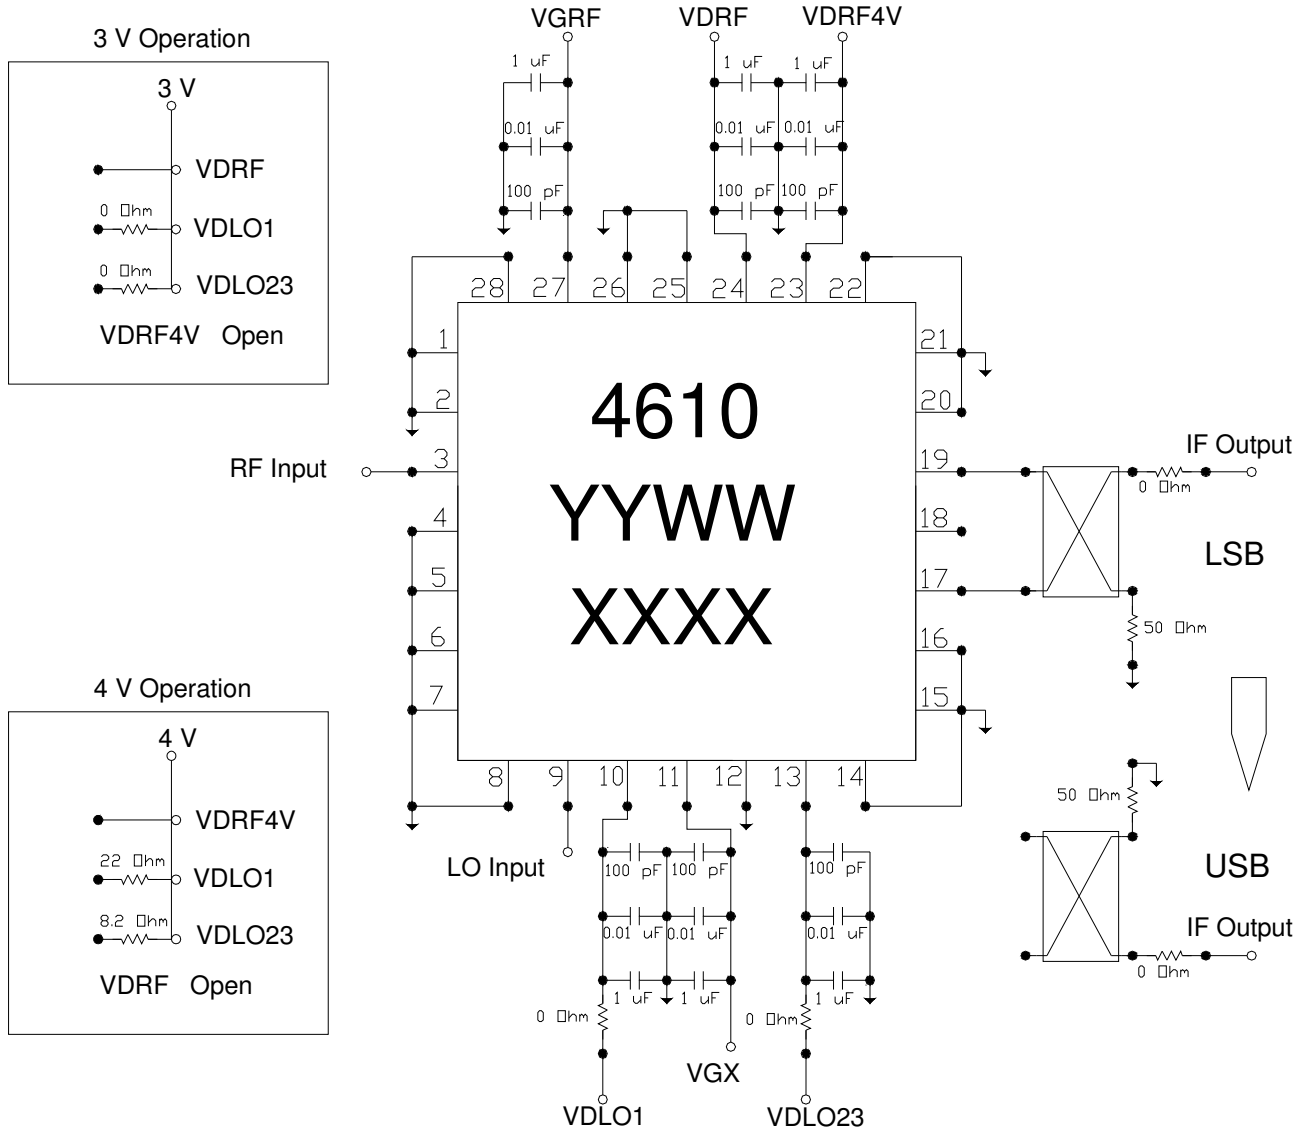 VGRF
VDRF
VDRF4V
3 V Operation
3 V
VDRF
0 Ohm
VDLO1
0 Ohm
VDLO23
VDRF4V Open
1 uF
1 uF
1 uF
0.01 uF
0.01 uF
0.01 uF
100 pF
100 pF
100 pF
28
27
26
25
24
23
22
1
2
3
4
5
6
7
21
20
19
18
17
16
15
4610
YYWW
XXXX
RF Input
IF Output
0 Ohm
LSB
50 Ohm
4 V Operation
4 V
VDRF4V
22 Ohm
VDLO1
8.2 Ohm
VDLO23
VDRF Open
8
9
10
11
12
13
14
LO Input
100 pF
100 pF
100 pF
0.01 uF
0.01 uF
0.01 uF
1 uF
1 uF
1 uF
0 Ohm
0 Ohm
VGX
VDLO1
VDLO23
50 Ohm
USB
IF Output
0 Ohm